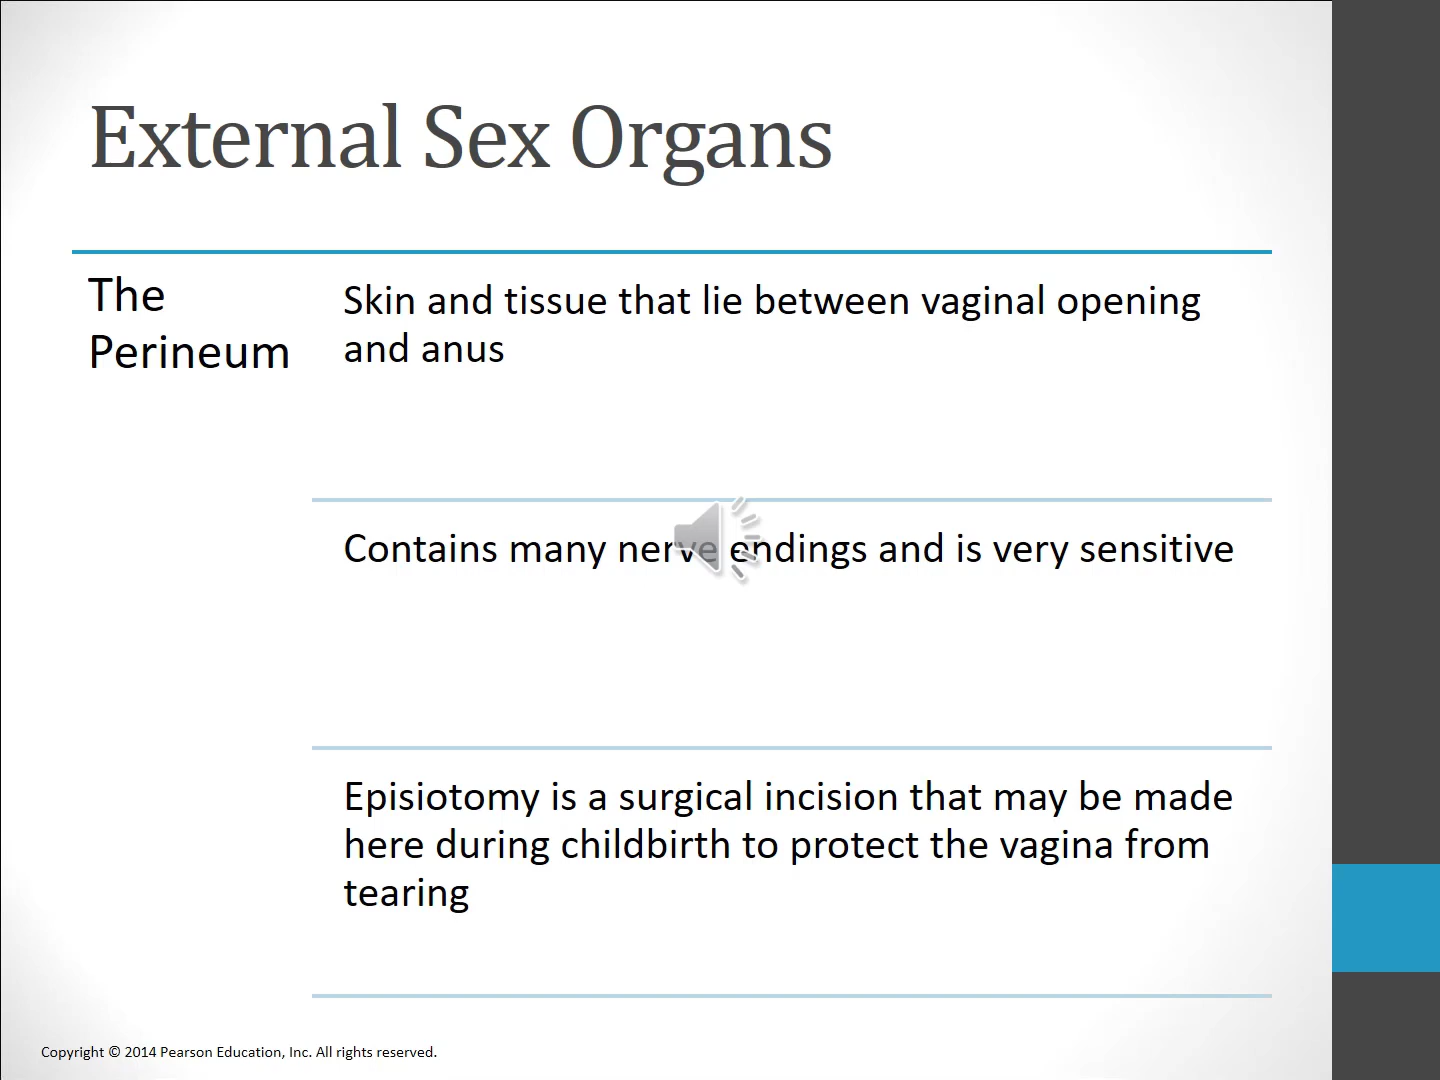 External Sex Organs
The
Perineum
Skin and tissue that lie between vaginal opening
and anus
Contains many nerve endings and is very sensitive
Episiotomy is a surgical incision that may be made
here during childbirth to protect the vagina from
tearing
Copyright © 2014 Pearson Education, Inc. All rights reserved.